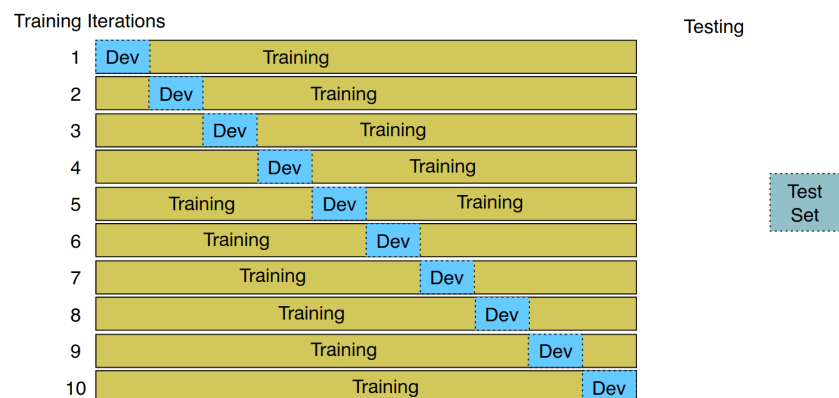 Training Iterations
Testing
1 Dev Training
2 Dev Training
3 Dev Training
4 Dev Training
5 Training Dev Training
6 Training Dev
7 Training Dev
8 Training Dev
9 Training Dev
10 Training Dev
Test
Set